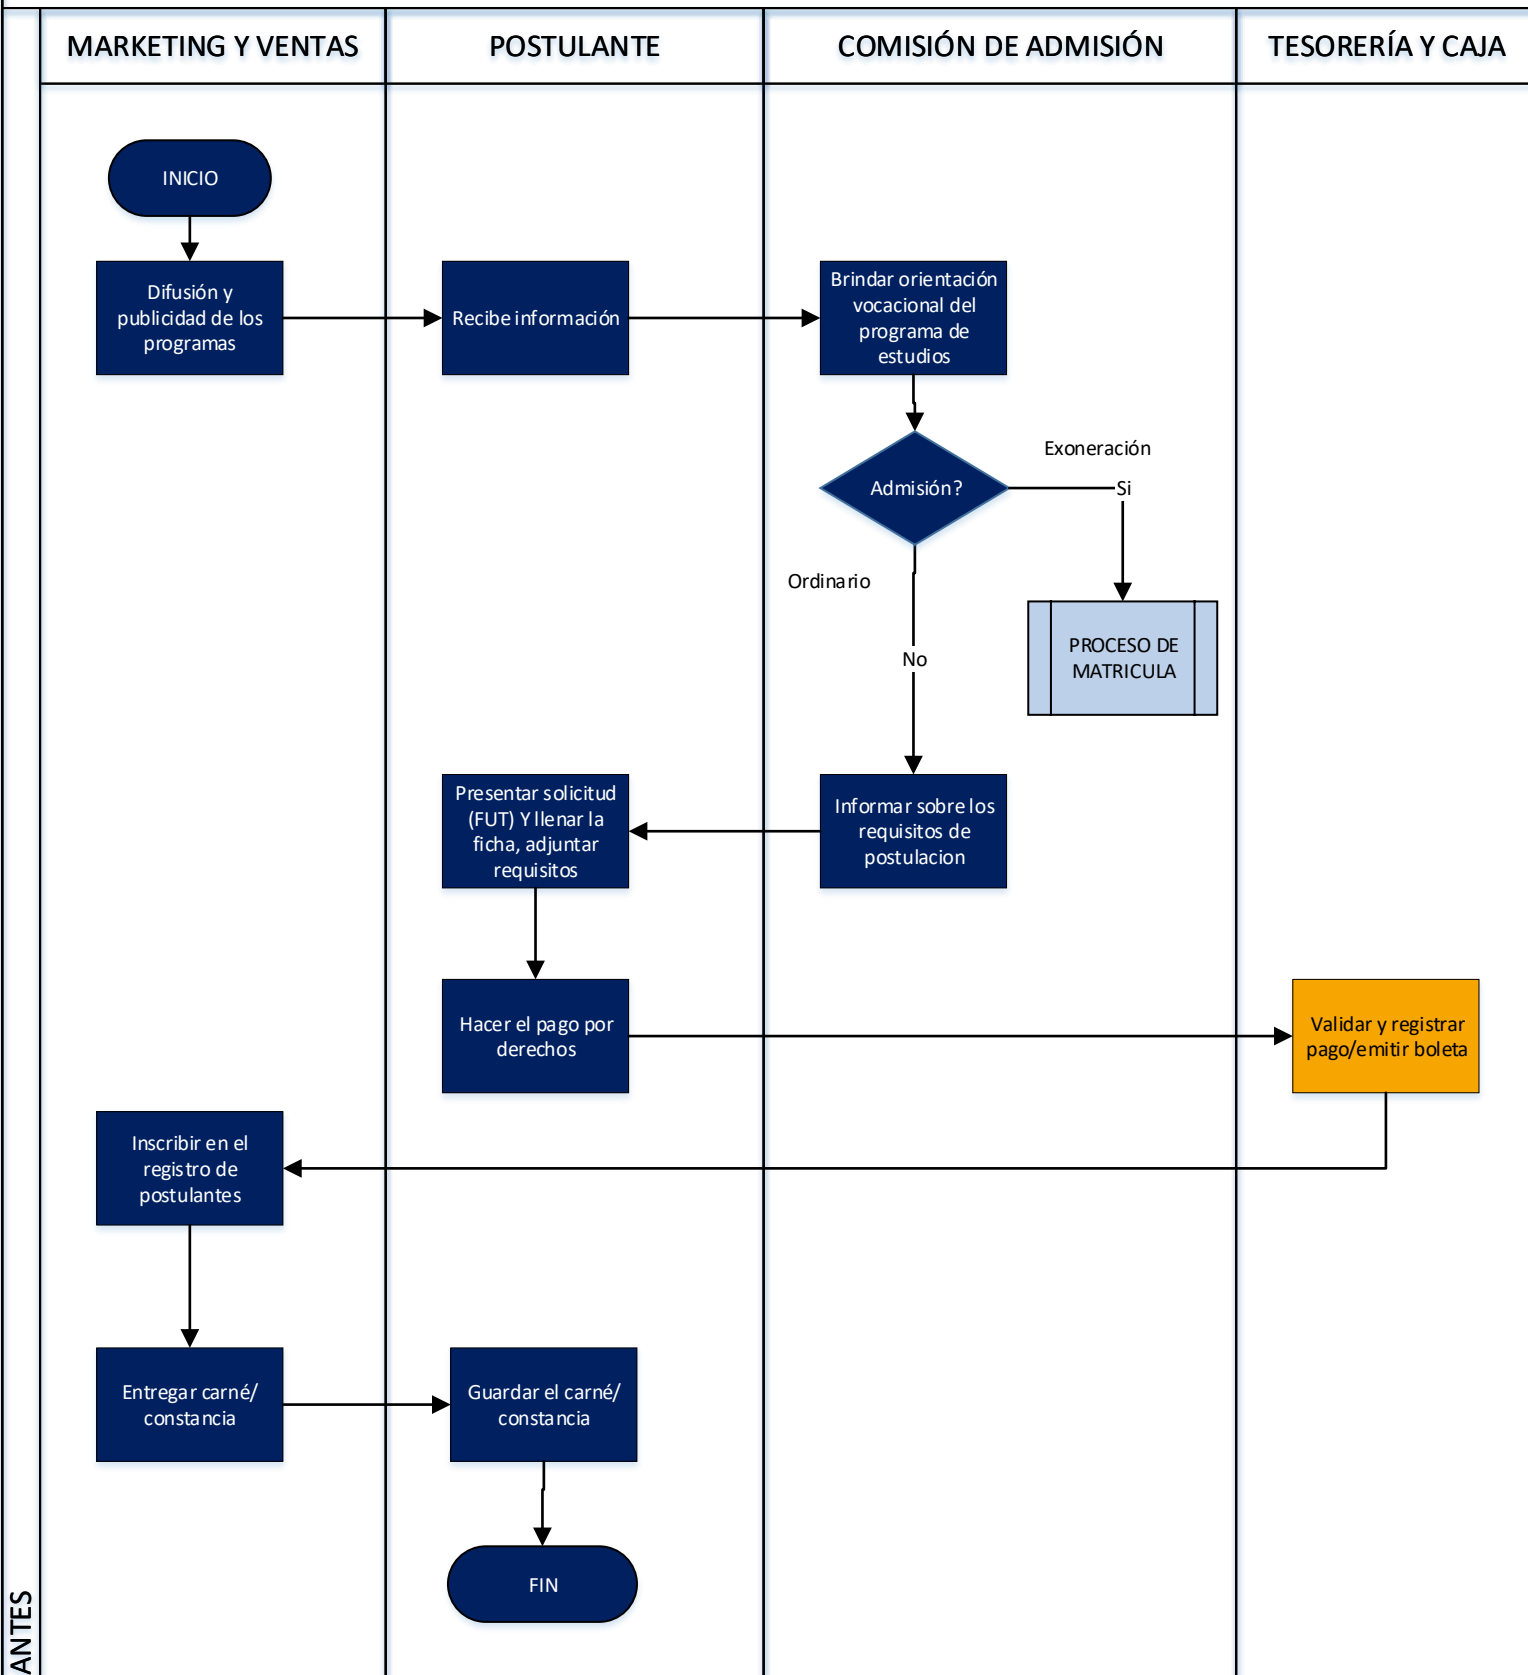 MARKETING Y VENTAS
POSTULANTE
COMISIÓN DE ADMISIÓN
TESORERÍA Y CAJA
INICIO
Difusión y
publicidad de los
programas
Recibe información
Brindar orientación
vocacional del
programa de
estudios
Admisión?
Exoneración
Si
Ordinario
No
PROCESO DE
MATRICULA
Presentar solicitud
(FUT) Y llenar la
ficha, adjuntar
requisitos
Informar sobre los
requisitos de
postulacion
Hacer el pago por
derechos
Validar y registrar
pago/emitir boleta
Inscribir en el
registro de
postulantes
Entregar carné/
constancia
Guardar el carné/
constancia
FIN
ANTES